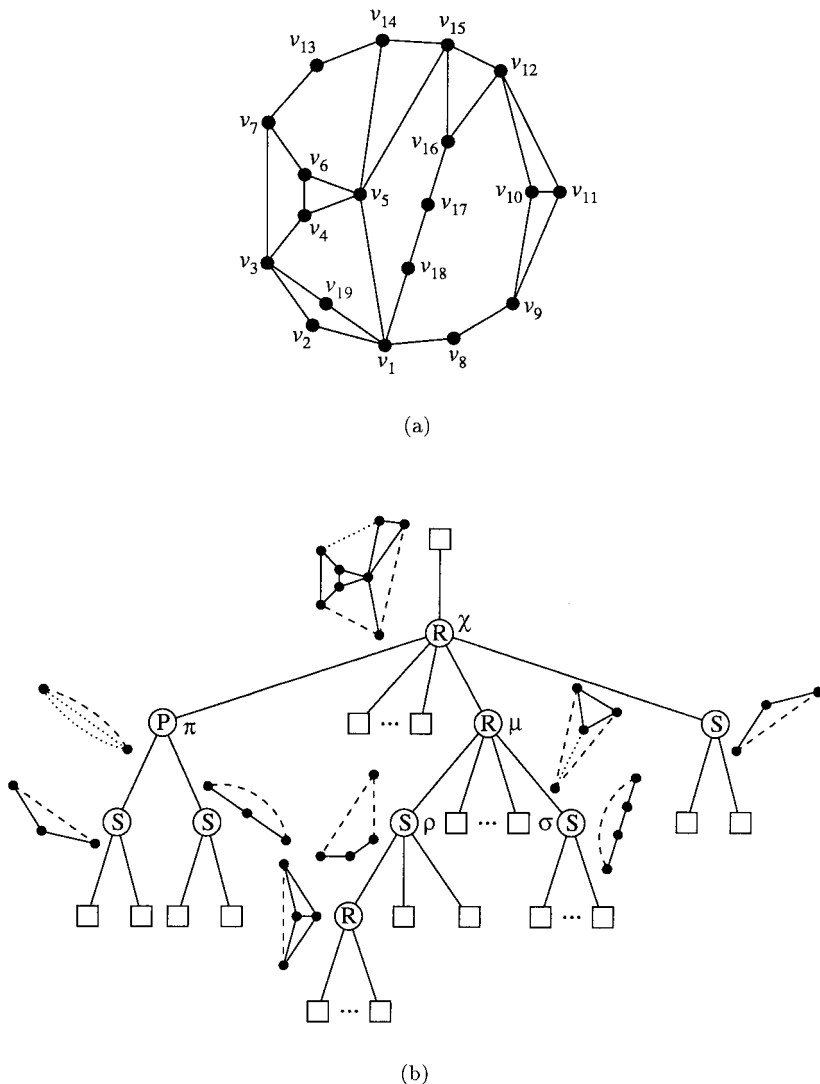 v14
v15
v13
v12
v7
v16
v6
v5
v10
v11
v17
v4
v3
v18
v19
v9
v2
v1
v8
(a)
R χ
P π
... R μ S
S S S ρ ... σ S
R ...
...
(b)